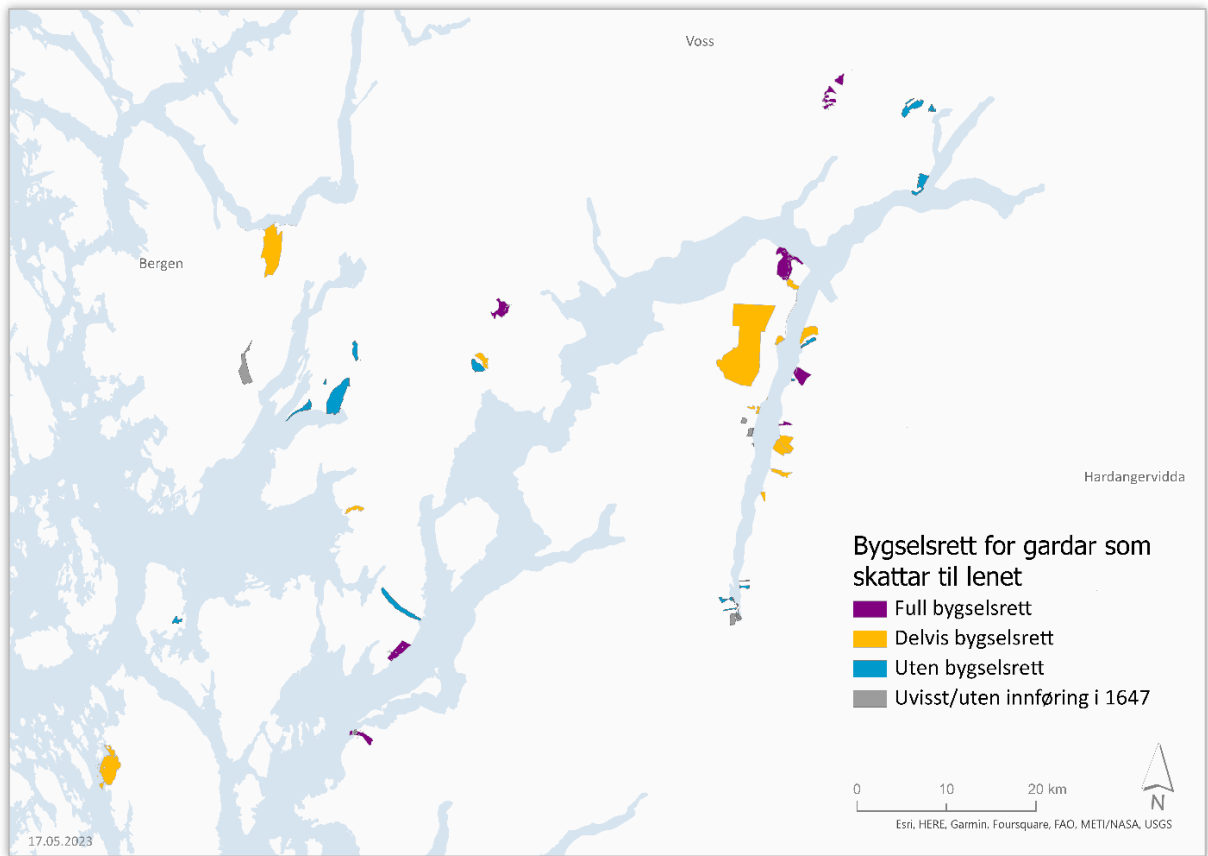 Voss
Bergen
Hardangervidda
Bygselsrett for gardar som
skattar til lenet
Full bygselsrett
Delvis bygselsrett
Uten bygselsrett
Uvisst/uten innføring i 1647
0 10 20 km
N
Esri, HERE, Garmin, Foursquare, FAO, METI/NASA, USGS
17.05.2023